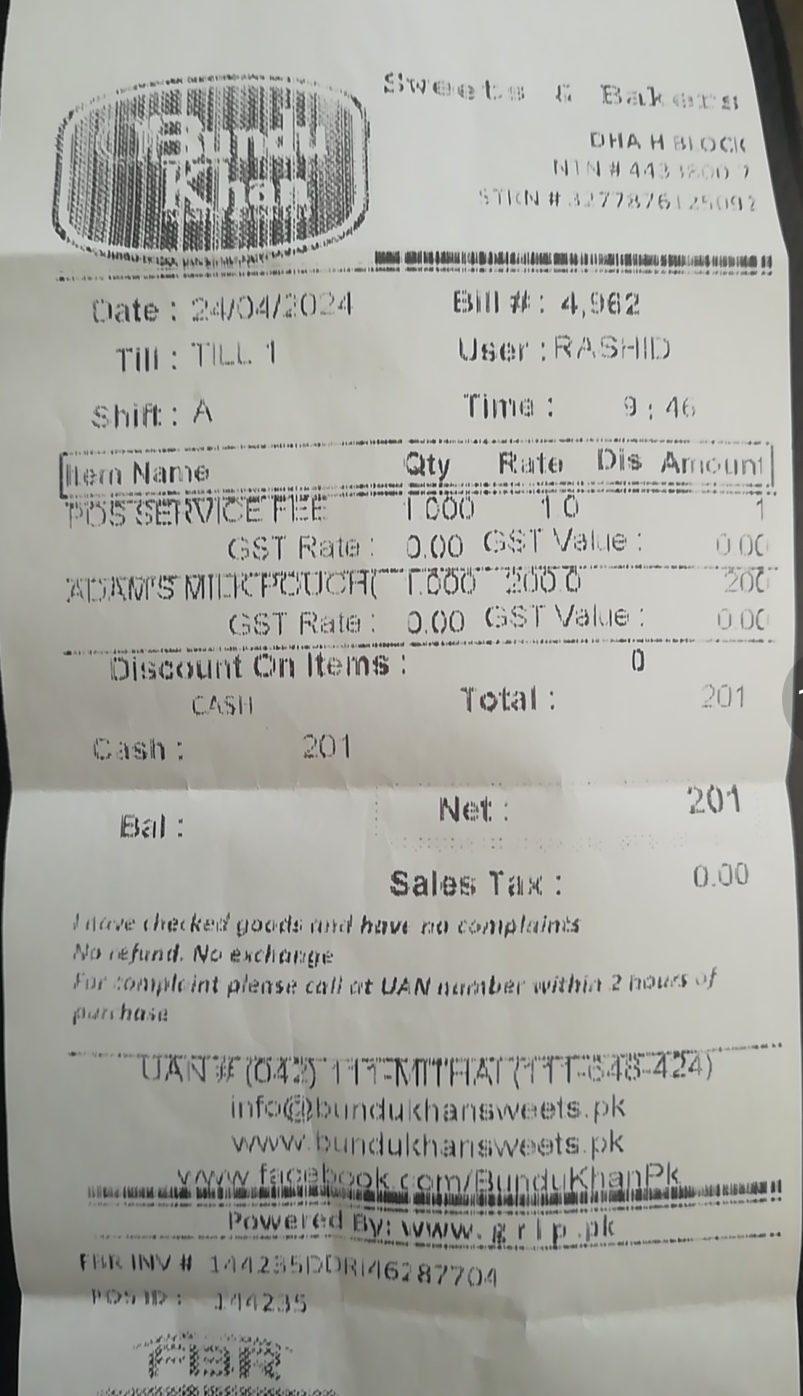 Bundu
Khan
Sweets & Bakers
DHA H BLOCK
NTN #
STRN # 3277876125092
Date : 24/04/2024 Bill # : 4,962
Till : TILL 1 User : RASHID
Shift : A Time : 9 : 46
Item Name Qty Rate Dis Amount
POS SERVICE FEE 1.000 1.0 1
GST Rate : 0.00 GST Value : 0.00
ADAM'S MILK POUCH( 1.000 200.0 200
GST Rate : 0.00 GST Value : 0.00
Discount On Items : 0
CASH Total : 201
Cash : 201
Net : 201
Bal :
Sales Tax : 0.00
I have checked goods and have no complaints
No refund. No exchange
For complaint please call at UAN number within 2 hours of
purchase
UAN # (042) 111-MITHAI (111-648-424)
info@bundukhansweets.pk
www.bundukhansweets.pk
www.facebook.com/BunduKhanPk
Powered By: www.grip.pk
FBR INV # 144235DDRI46287704
POS ID : 144235
FBR